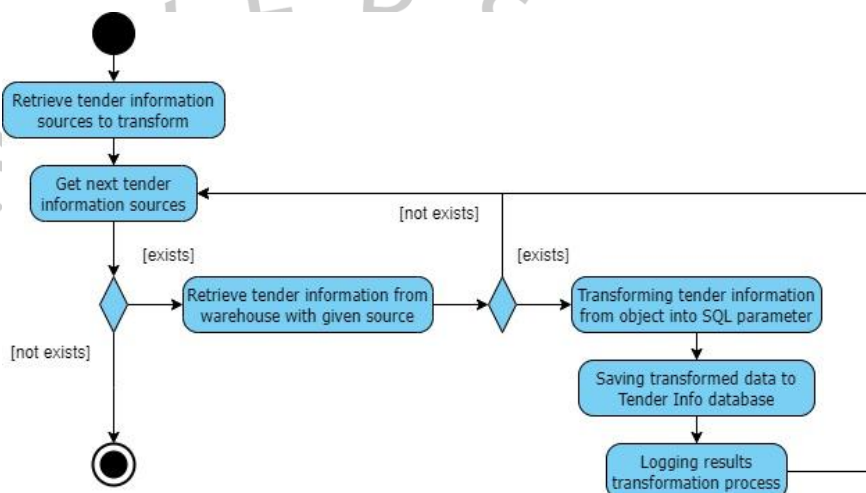 Retrieve tender information
sources to transform
Get next tender
information sources
[not exists]
[exists]
[exists]
Retrieve tender information from
warehouse with given source
Transforming tender information
from object into SQL parameter
[not exists]
Saving transformed data to
Tender Info database
Logging results
transformation process